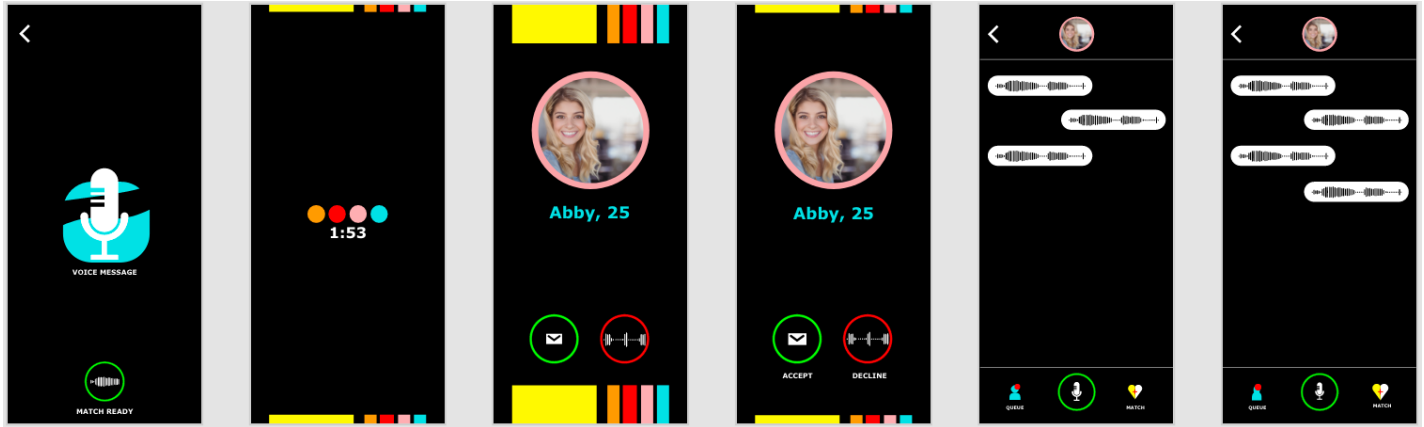 VOICE MESSAGE
MATCH READY
1:53
Abby, 25
Abby, 25
ACCEPT
DECLINE
QUEUE
MATCH
QUEUE
MATCH